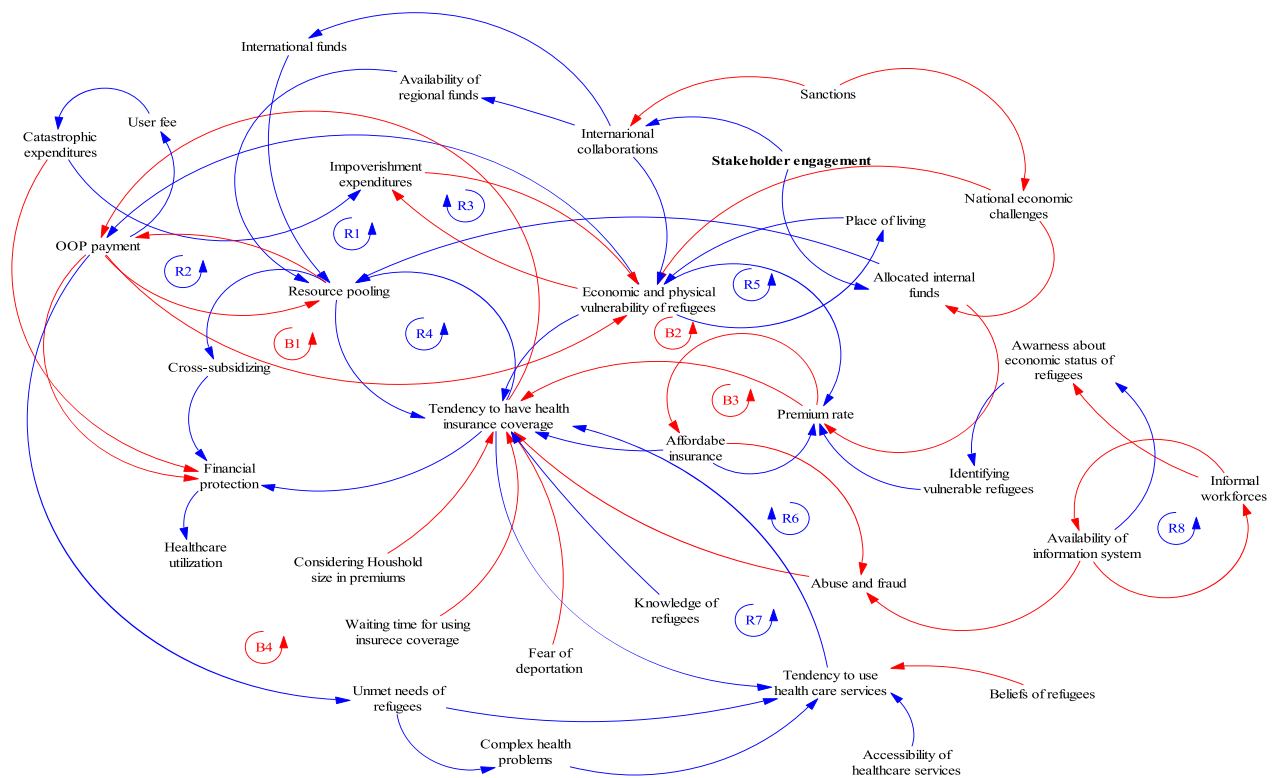 International funds
Availability of
regional funds
Sanctions
User fee
Catastrophic
expenditures
International
collaborations
Stakeholder engagement
Impoverishment
expenditures
National economic
challenges
R3
R1
Place of living
OOP payment
R2
Resource pooling
Economic and physical
vulnerability of refugees
R5
Allocated internal
funds
B1
R4
B2
Cross-subsidizing
Awarness about
economic status of
refugees
B3
Tendency to have health
insurance coverage
Premium rate
Affordabe
insurance
Financial
protection
Identifying
vulnerable refugees
Informal
workforces
R6
R8
Availability of
information system
Healthcare
utilization
Considering Houshold
size in premiums
Abuse and fraud
Knowledge of
refugees
R7
Waiting time for using
insurece coverage
B4
Fear of
deportation
Tendency to use
health care services
Beliefs of refugees
Unmet needs of
refugees
Complex health
problems
Accessibility of
healthcare services